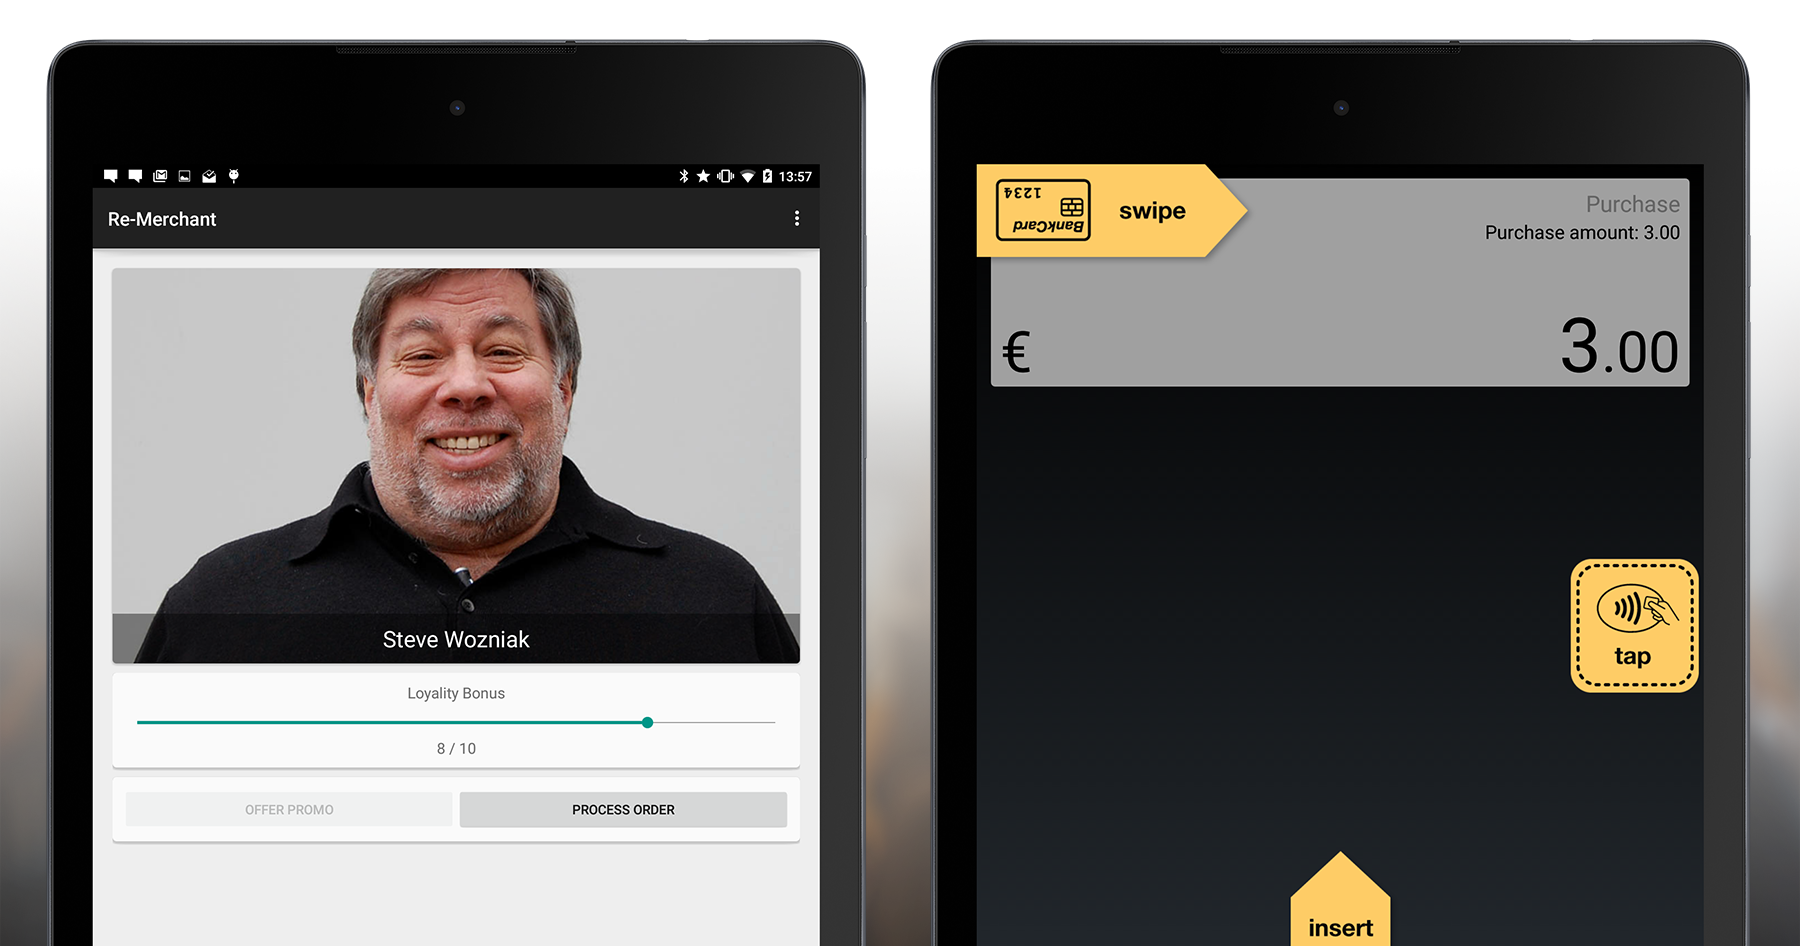 13:57
Re-Merchant
Steve Wozniak
Loyality Bonus
8 / 10
OFFER PROMO
PROCESS ORDER
1234
BankCard
swipe
Purchase
Purchase amount: 3.00
€ 3.00
tap
insert